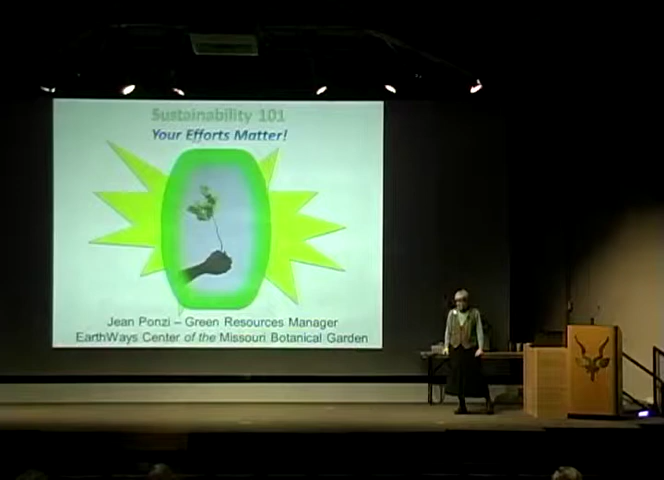 Sustainability 101
Your Efforts Matter!
Jean Ponzi – Green Resources Manager
EarthWays Center of the Missouri Botanical Garden